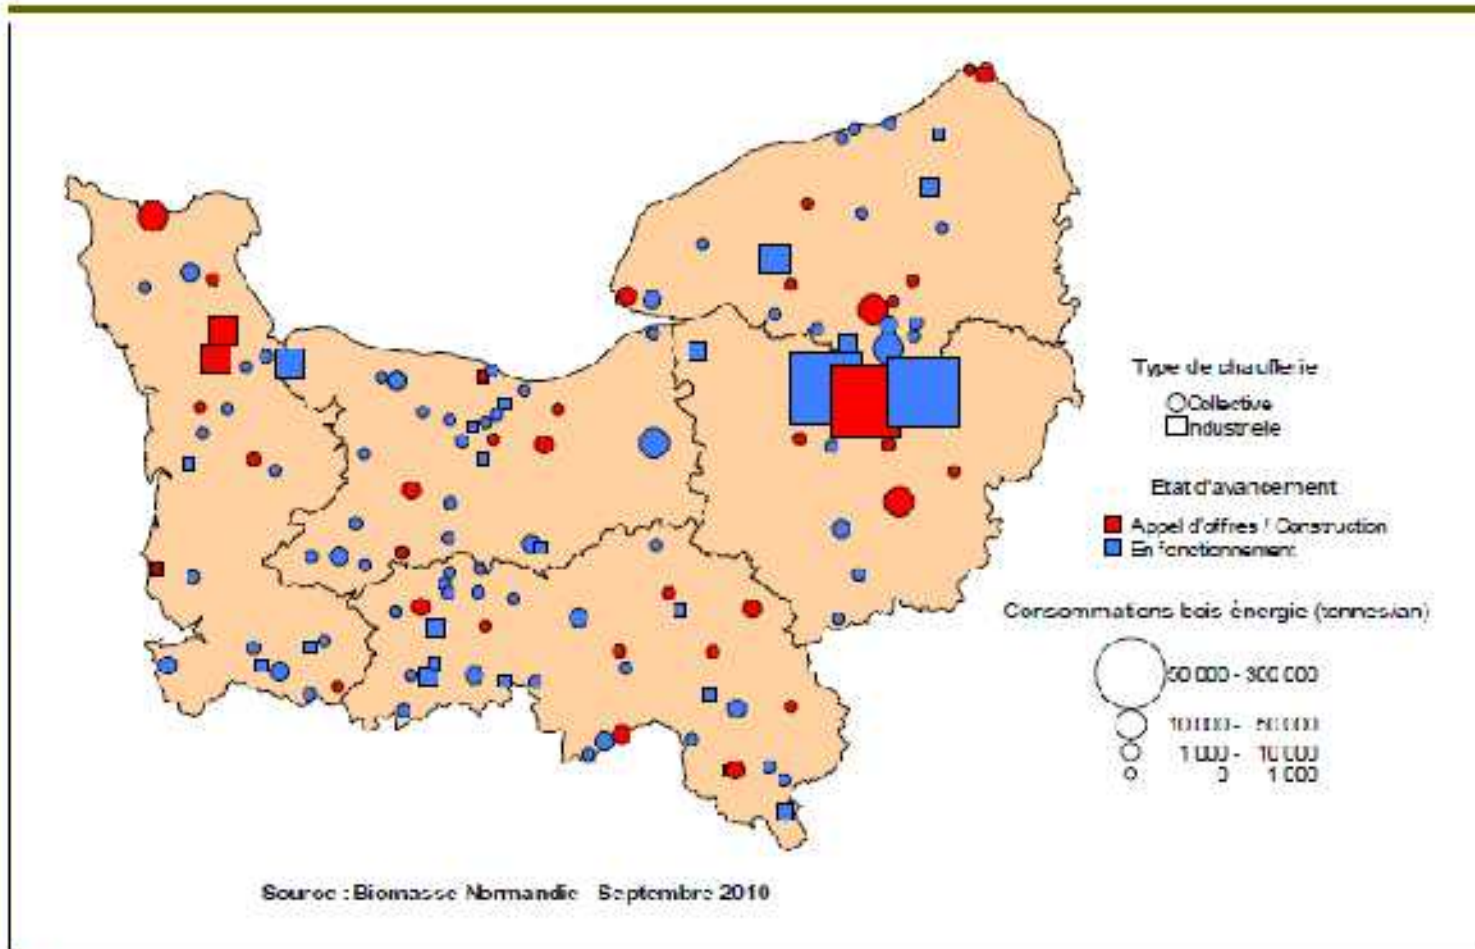 Type de chaufferie
Collective
Industrielle
Etat d'avancement
Appel d'offres / Construction
En fonctionnement
Consommations bois énergie (tonnes/an)
50 000 - 300 000
10 000 - 50 000
1 000 - 10 000
0 1 000
Source : Biomasse Normandie Septembre 2010